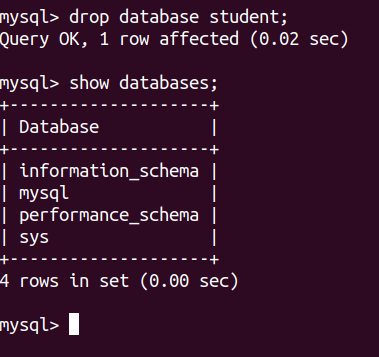 mysql> drop database student;
Query OK, 1 row affected (0.02 sec)
mysql> show databases;
+--------------------+
| Database           |
+--------------------+
| information_schema |
| mysql              |
| performance_schema |
| sys                |
+--------------------+
4 rows in set (0.00 sec)
mysql>